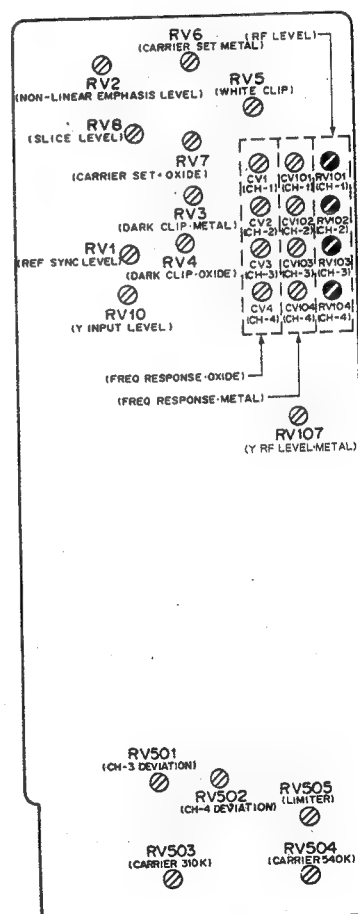 RV6
(CARRIER SET METAL)
(RF LEVEL)
RV2
(NON-LINEAR EMPHASIS LEVEL)
RV5
(WHITE CLIP)
RV8
(SLICE LEVEL)
RV7
(CARRIER SET·OXIDE)
CV1 CV101 RV101
(CH-1) (CH-1) (CH-1)
RV3
(DARK CLIP·METAL)
CV2 CV102 RV102
(CH-2) (CH-2) (CH-2)
RV1
(REF SYNC LEVEL)
RV4
(DARK CLIP·OXIDE)
CV3 CV103 RV103
(CH-3) (CH-3) (CH-3)
RV10
(Y INPUT LEVEL)
CV4 CV104 RV104
(CH-4) (CH-4) (CH-4)
(FREQ RESPONSE·OXIDE)
(FREQ RESPONSE·METAL)
RV107
(Y RF LEVEL·METAL)
RV501
(CH-3 DEVIATION)
RV502
(CH-4 DEVIATION)
RV505
(LIMITER)
RV503
(CARRIER 310K)
RV504
(CARRIER 540K)